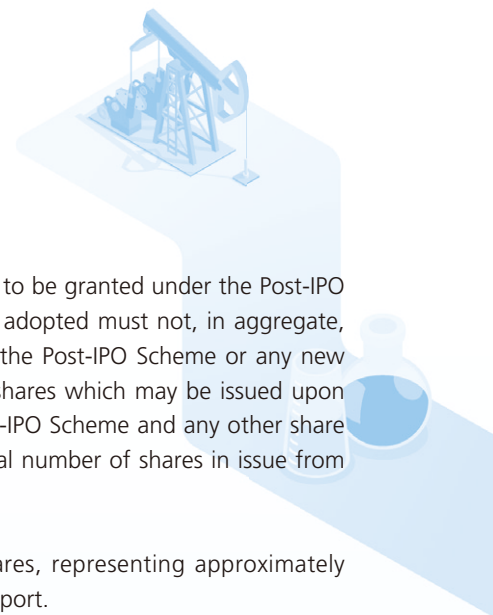 to be granted under the Post-IPO
adopted must not, in aggregate,
the Post-IPO Scheme or any new
shares which may be issued upon
-IPO Scheme and any other share
al number of shares in issue from
ares, representing approximately
port.